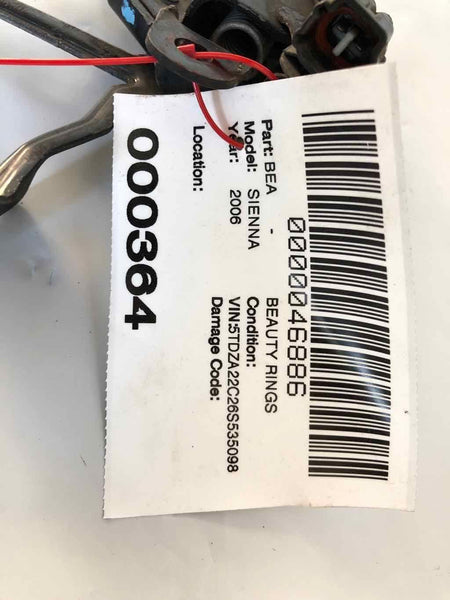 0000046886
Part: BEA - BEAUTY RINGS
Model: SIENNA Condition:
Year: 2006 VIN:5TDZA22C26S535098
Location: Damage Code:
000364